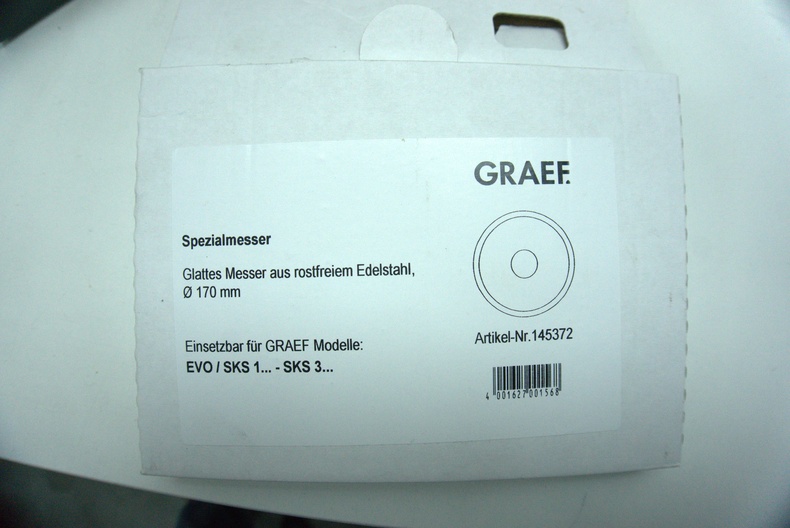 GRAEF.
Spezialmesser
Glattes Messer aus rostfreiem Edelstahl,
Ø 170 mm
Artikel-Nr.145372
Einsetzbar für GRAEF Modelle:
EVO / SKS 1... - SKS 3...
4 001627 001568